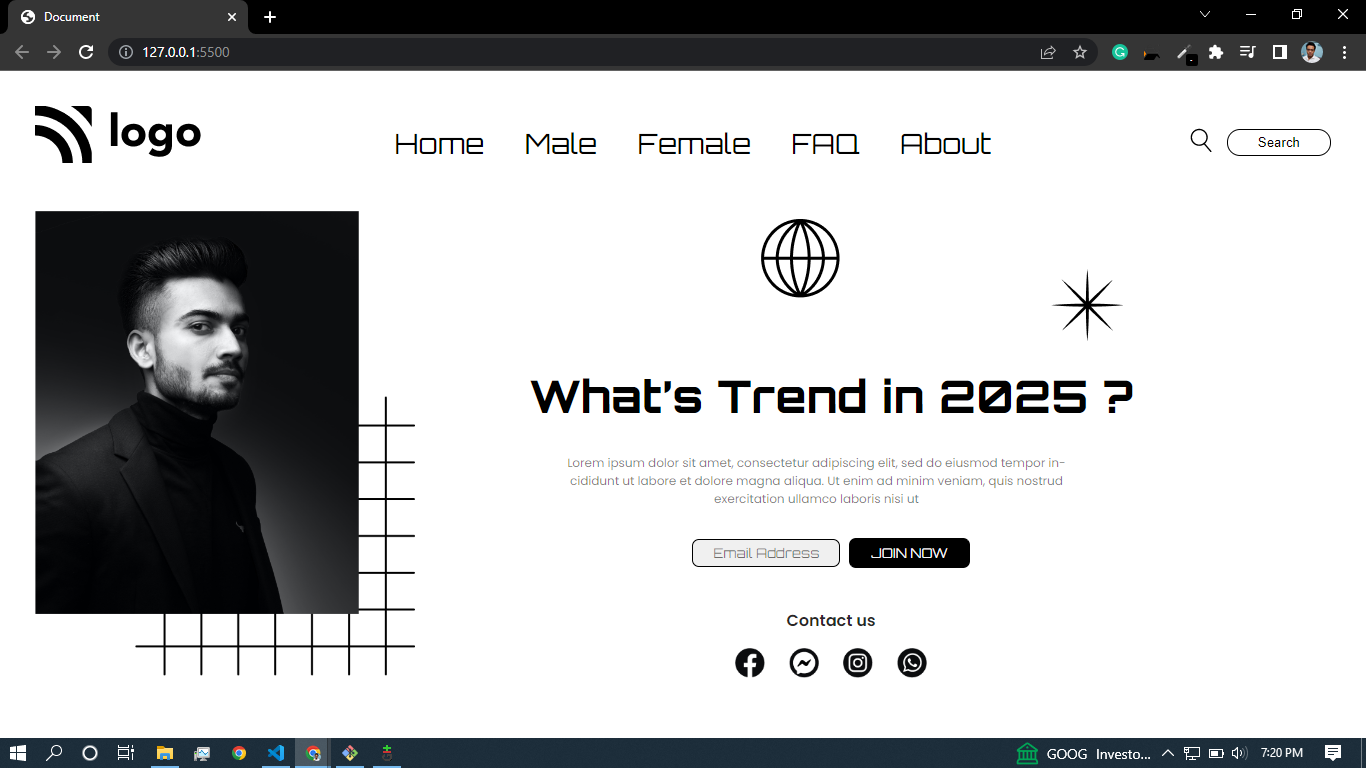 Document
127.0.0.1:5500
logo
Home Male Female FAQ About
Search
What's Trend in 2025 ?
Lorem ipsum dolor sit amet, consectetur adipiscing elit, sed do eiusmod tempor in-
cididunt ut labore et dolore magna aliqua. Ut enim ad minim veniam, quis nostrud
exercitation ullamco laboris nisi ut
Email Address JOIN NOW
Contact us
GOOG Investo... 7:20 PM